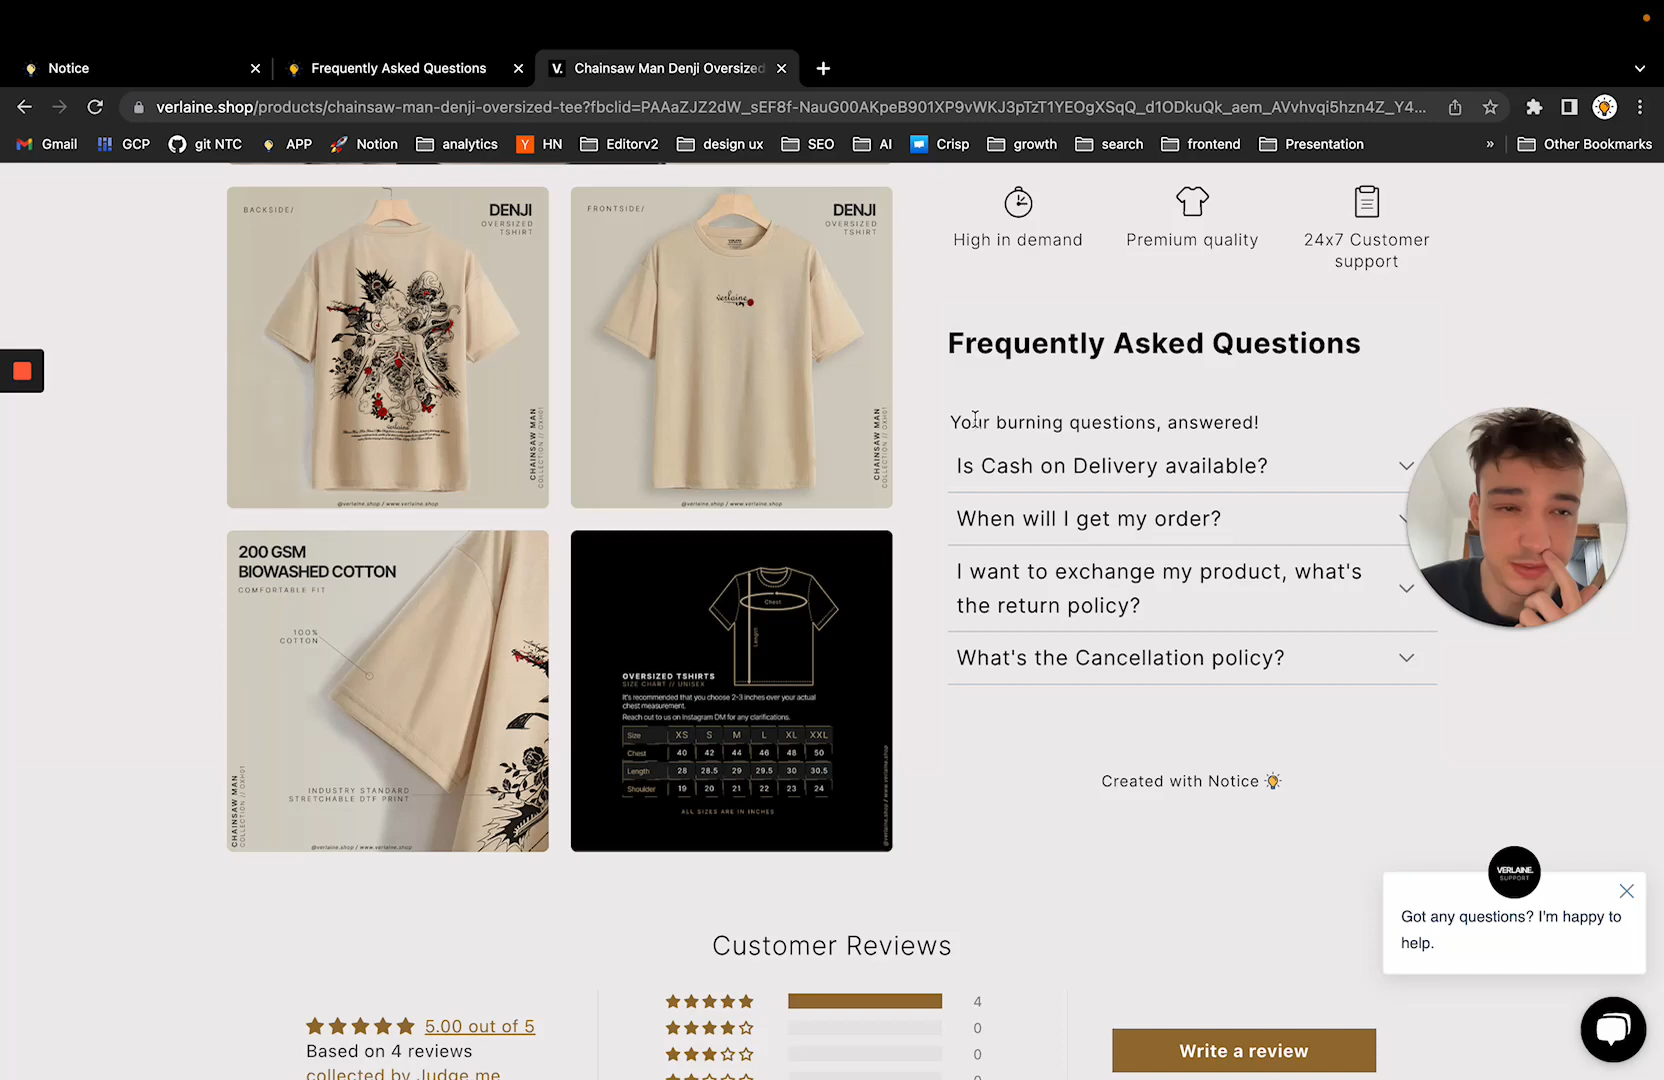 Notice
Frequently Asked Questions
Chainsaw Man Denji Oversized
verlaine.shop/products/chainsaw-man-denji-oversized-tee?fbclid=PAAaZJZ2dW_sEF8f-NauG00AKpeB901XP9vWKJ3pTzT1YEOgXSqQ_d1ODkuQk_aem_AVvhvqi5hzn4Z_Y4...
Gmail GCP git NTC APP Notion analytics HN Editorv2 design ux SEO AI Crisp growth search frontend Presentation » Other Bookmarks
BACKSIDE/
DENJI
OVERSIZED
TSHIRT
verlaine
CHAINSAW MAN
COLLECTION // OXH01
@verlaine.shop / www.verlaine.shop
FRONTSIDE/
DENJI
OVERSIZED
TSHIRT
verlaine
CHAINSAW MAN
COLLECTION // OXH01
@verlaine.shop / www.verlaine.shop
200 GSM
BIOWASHED COTTON
COMFORTABLE FIT
100%
COTTON
INDUSTRY STANDARD
STRETCHABLE DTF PRINT
CHAINSAW MAN
COLLECTION // OXH01
@verlaine.shop / www.verlaine.shop
Chest
Length
OVERSIZED TSHIRTS
SIZE CHART // UNISEX
It's recommended that you choose 2-3 inches over your actual
chest measurement.
Reach out to us on Instagram DM for any clarifications.
Size XS S M L XL XXL
Chest 40 42 44 46 48 50
Length 28 28.5 29 29.5 30 30.5
Shoulder 19 20 21 22 23 24
ALL SIZES ARE IN INCHES
@verlaine.shop / www.verlaine.shop
High in demand
Premium quality
24x7 Customer
support
Frequently Asked Questions
Your burning questions, answered!
Is Cash on Delivery available?
When will I get my order?
I want to exchange my product, what's
the return policy?
What's the Cancellation policy?
Created with Notice
VERLAINE.
SUPPORT
Got any questions? I'm happy to
help.
Customer Reviews
5.00 out of 5
Based on 4 reviews
collected by Judge.me
4
0
0
Write a review